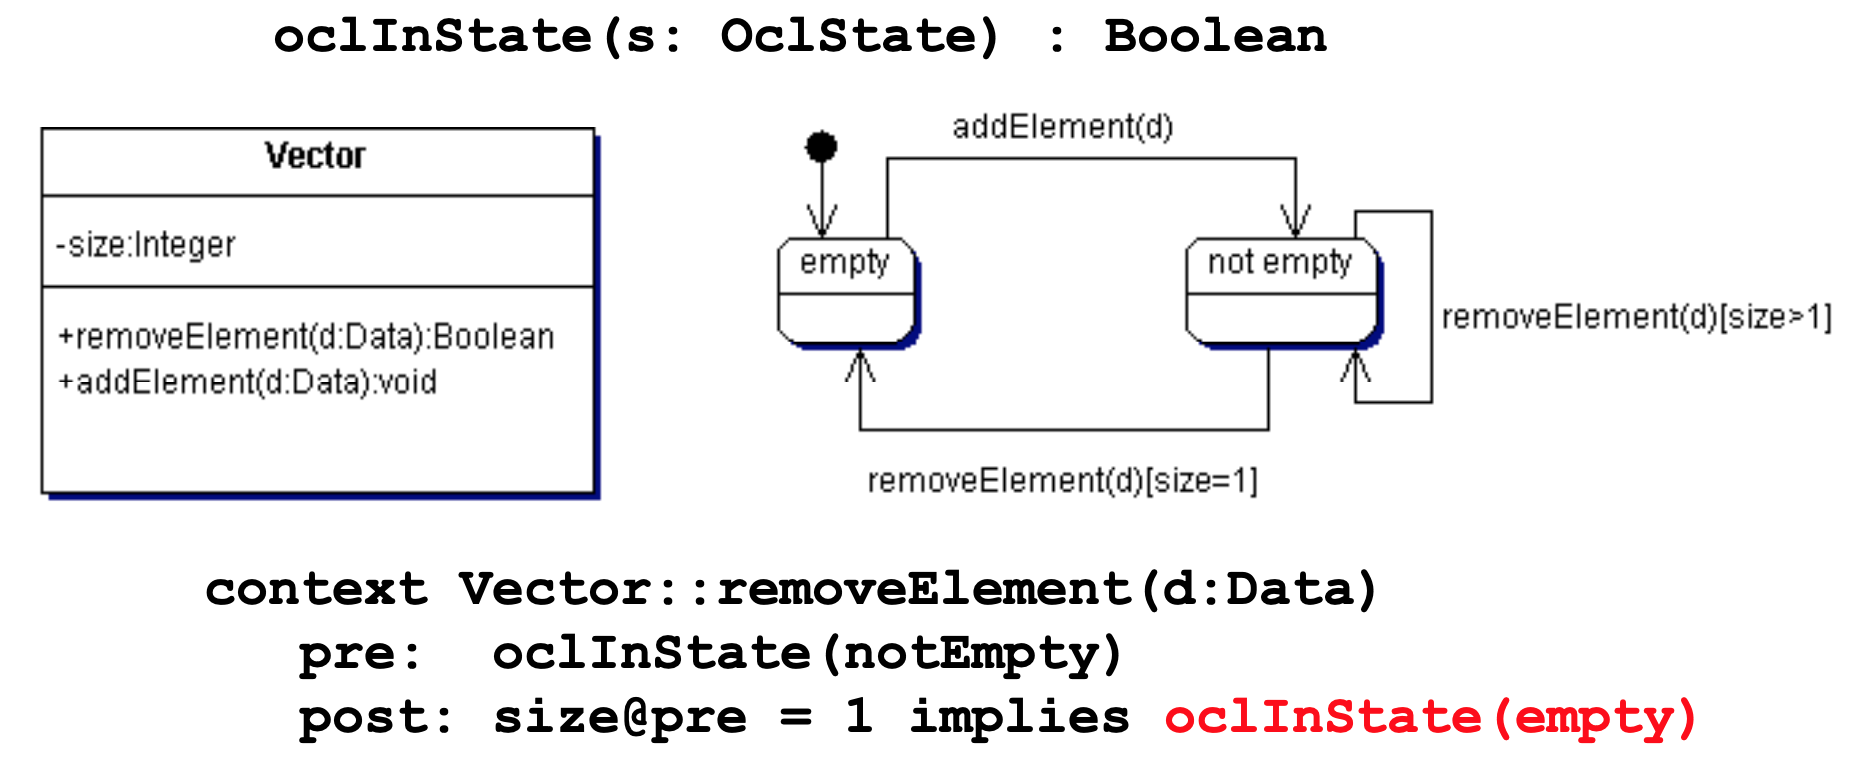 oclInState(s: OclState) : Boolean
Vector
-size:Integer
+removeElement(d:Data):Boolean
+addElement(d:Data):void
addElement(d)
empty
not empty
removeElement(d)[size>1]
removeElement(d)[size=1]
context Vector::removeElement(d:Data)
pre: oclInState(notEmpty)
post: size@pre = 1 implies oclInState(empty)